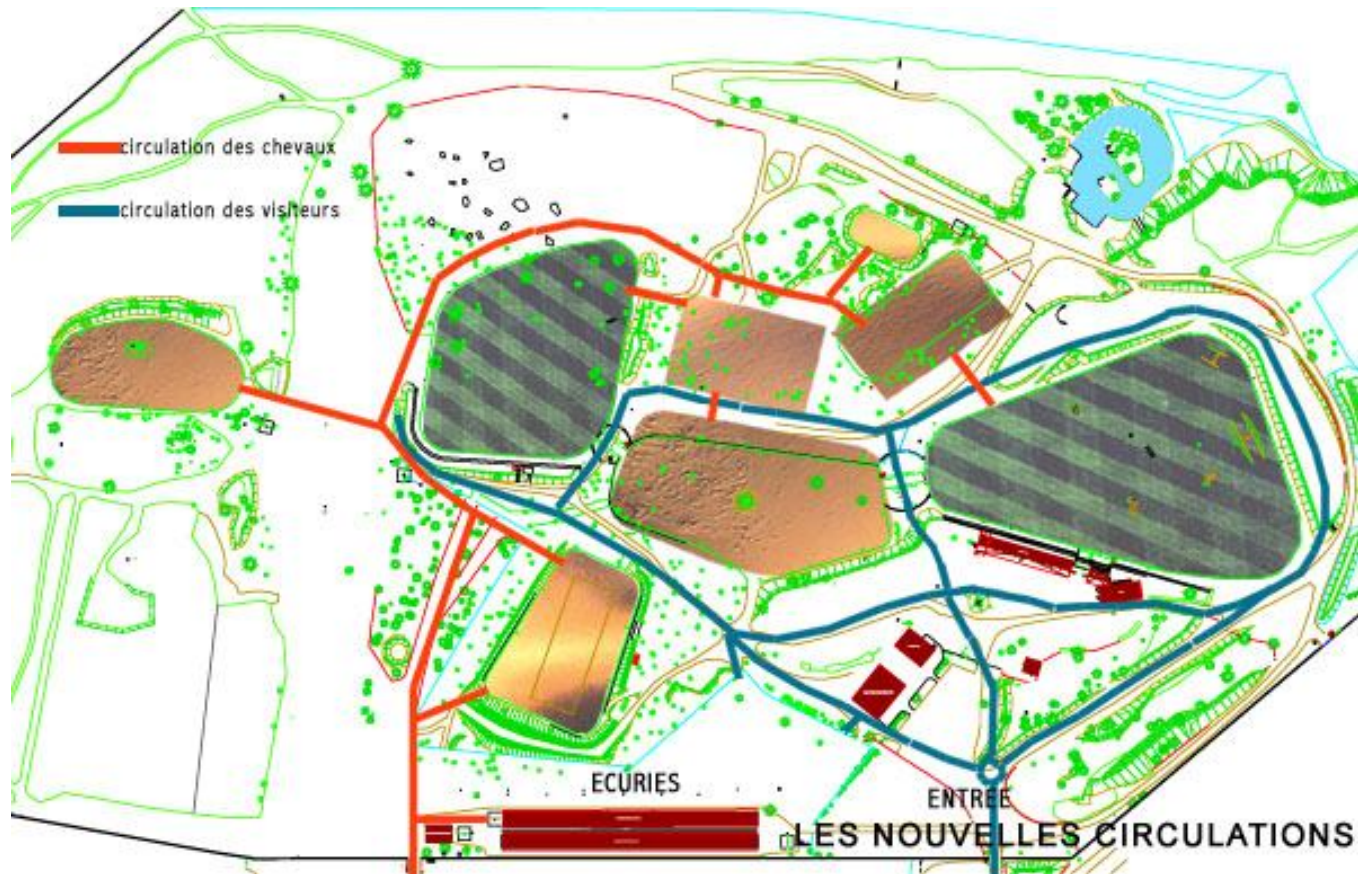 circulation des chevaux
circulation des visiteurs
ECURIES
ENTREE
LES NOUVELLES CIRCULATIONS